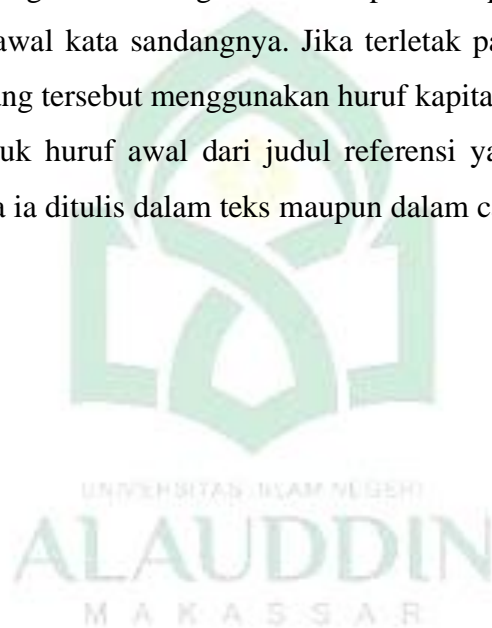 awal kata sandangnya. Jika terletak pa
ng tersebut menggunakan huruf kapita
uk huruf awal dari judul referensi ya
a ia ditulis dalam teks maupun dalam c
UNIVERSITAS ISLAM NEGERI
ALAUDDIN
MAKASSAR